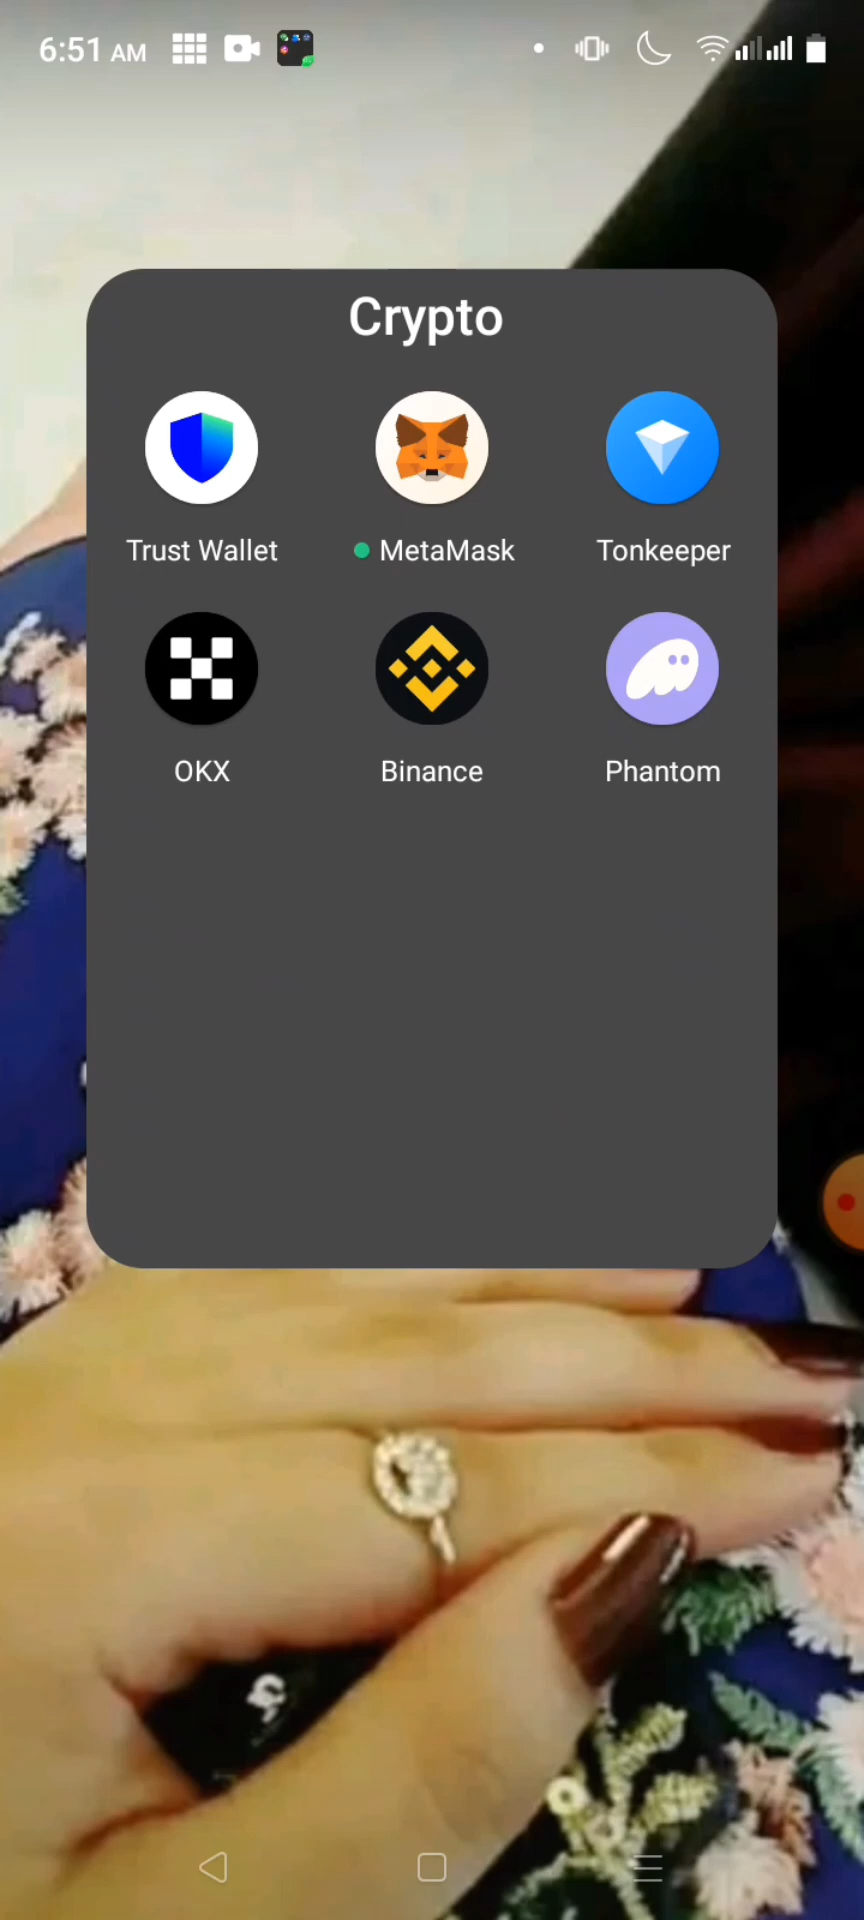 6:51 AM
Crypto
Trust Wallet
MetaMask
Tonkeeper
OKX
Binance
Phantom